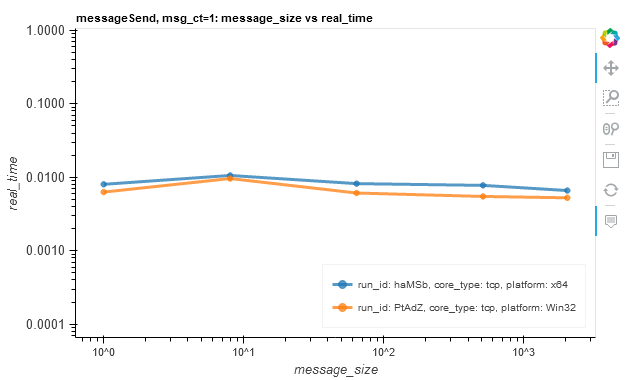 messageSend, msg_ct=1: message_size vs real_time
1.0000
0.1000
0.0100
0.0010
0.0001
real_time
10^0
10^1
10^2
10^3
message_size
run_id: haMSb, core_type: tcp, platform: x64
run_id: PtAdZ, core_type: tcp, platform: Win32